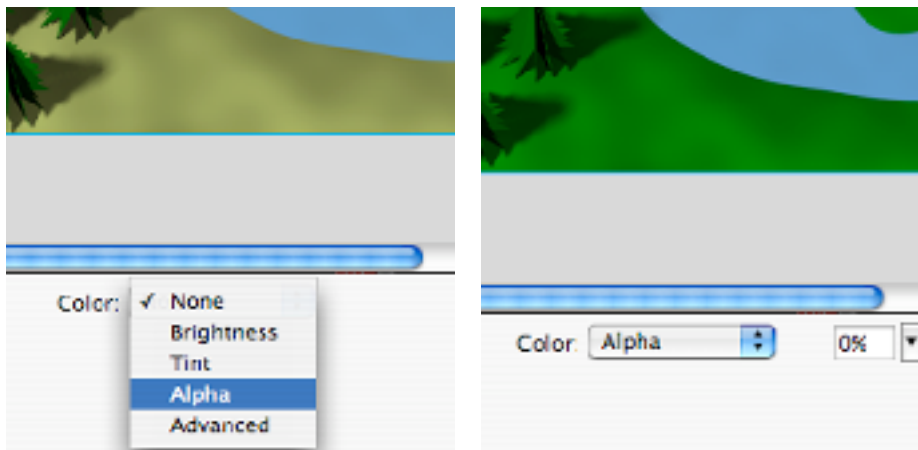 Color: ✓ None
Brightness
Tint
Alpha
Advanced
Color: Alpha 0%